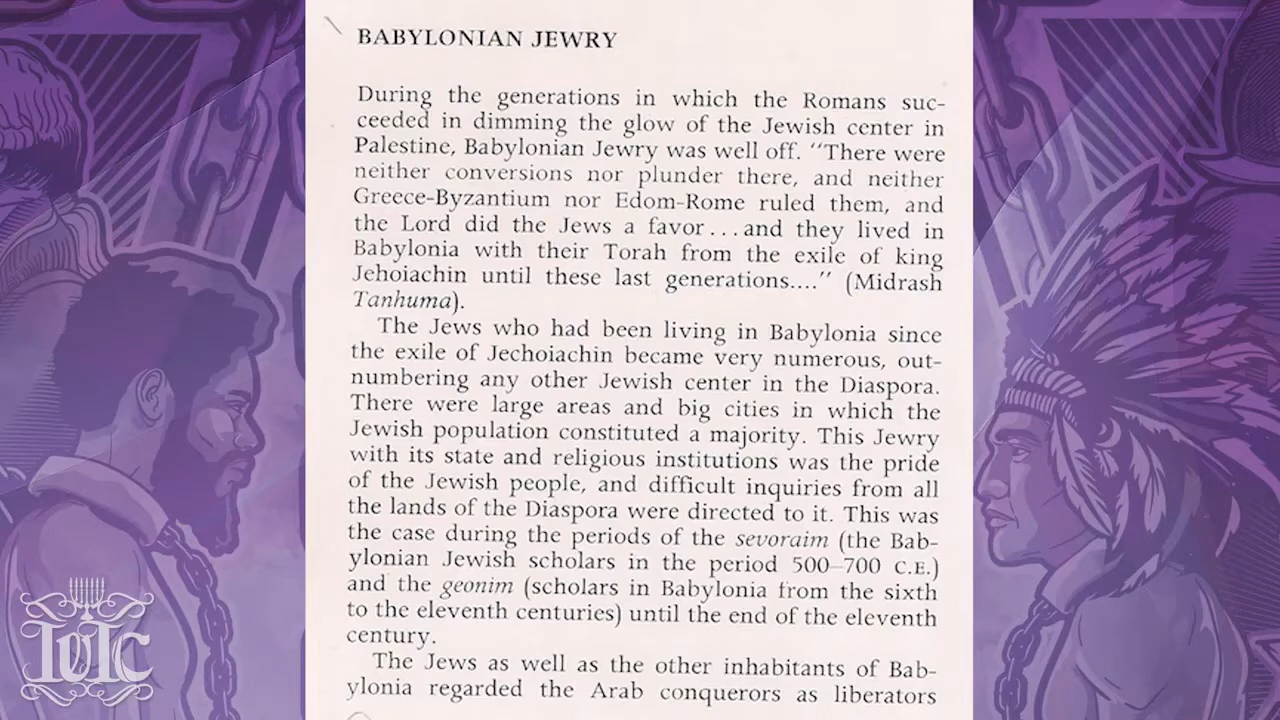 BABYLONIAN JEWRY
During the generations in which the Romans suc-
ceeded in dimming the glow of the Jewish center in
Palestine, Babylonian Jewry was well off. “There were
neither conversions nor plunder there, and neither
Greece-Byzantium nor Edom-Rome ruled them, and
the Lord did the Jews a favor...and they lived in
Babylonia with their Torah from the exile of king
Jehoiachin until these last generations....” (Midrash
Tanhuma).
The Jews who had been living in Babylonia since
the exile of Jechoiachin became very numerous, out-
numbering any other Jewish center in the Diaspora.
There were large areas and big cities in which the
Jewish population constituted a majority. This Jewry
with its state and religious institutions was the pride
of the Jewish people, and difficult inquiries from all
the lands of the Diaspora were directed to it. This was
the case during the periods of the sevoraim (the Bab-
ylonian Jewish scholars in the period 500–700 C.E.)
and the geonim (scholars in Babylonia from the sixth
to the eleventh centuries) until the end of the eleventh
century.
The Jews as well as the other inhabitants of Bab-
ylonia regarded the Arab conquerors as liberators
IUIC